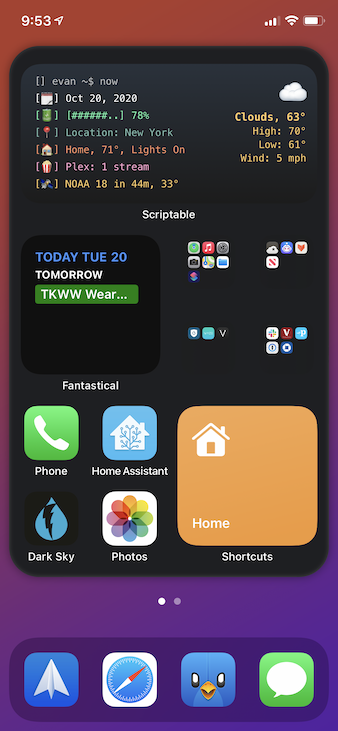 9:53
[] evan ~$ now
[📆] Oct 20, 2020
[🔋] [######..] 78%
[📍] Location: New York
[🏠] Home, 71°, Lights On
[🍿] Plex: 1 stream
[🛰] NOAA 18 in 44m, 33°
Clouds, 63°
High: 70°
Low: 61°
Wind: 5 mph
Scriptable
TODAY TUE 20
TOMORROW
TKWW Wear...
Fantastical
Phone
Home Assistant
Home
Dark Sky
Photos
Shortcuts